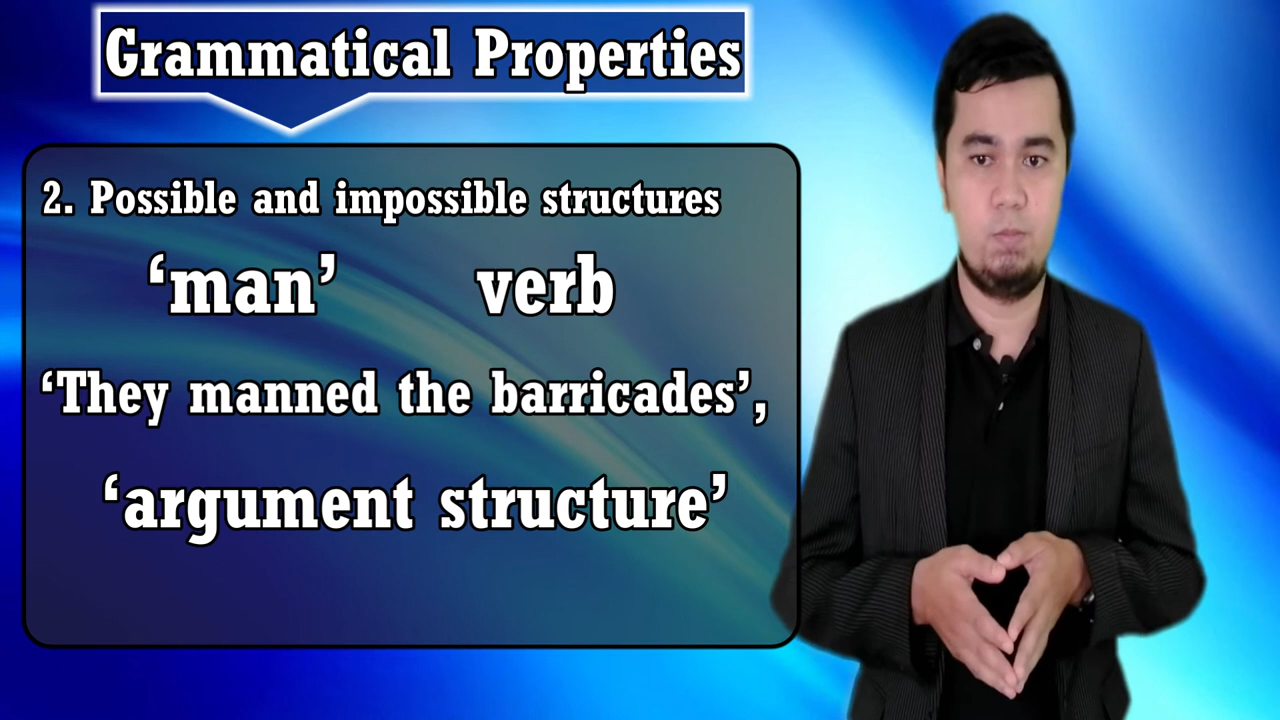 Grammatical Properties
2. Possible and impossible structures
‘man’ verb
‘They manned the barricades’,
‘argument structure’